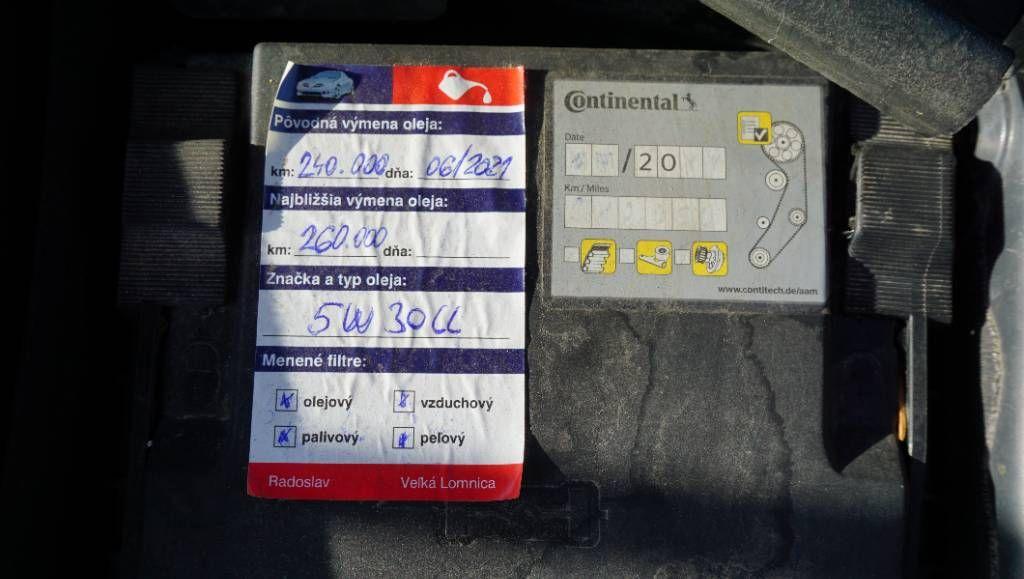 Pôvodná výmena oleja:
km: 240.000 dňa: 06/2021
Najbližšia výmena oleja:
km: 260.000 dňa:
Značka a typ oleja:
5W 30 LL
Menené filtre:
olejový vzduchový
palivový peľový
Radoslav Veľká Lomnica
Continental
Date
/20
Km / Miles
www.contitech.de/aam